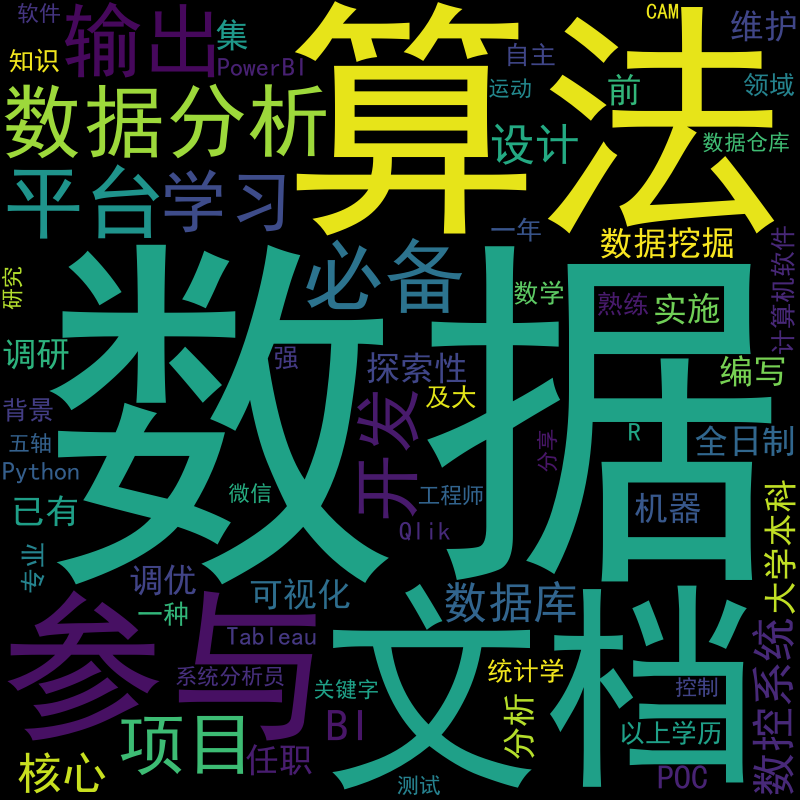 软件
输出
集
算法
CAM
维护
知识
PowerBI
自主
运动
前
领域
数据分析
设计
数据仓库
平台
学习
必备
一年
数据挖掘
计算机软件
研究
数据
数学
熟练
实施
调研
强
探索性
编写
背景
开发
及大
五轴
分享
R
全日制
Python
微信
工程师
机器
大学本科
已有
Qlik
专业
调优
可视化
数据库
一种
参与
文档
Tableau
系统分析员
关键字
统计学
控制
数控系统
项目
BI
分析
以上学历
核心
任职
测试
POC